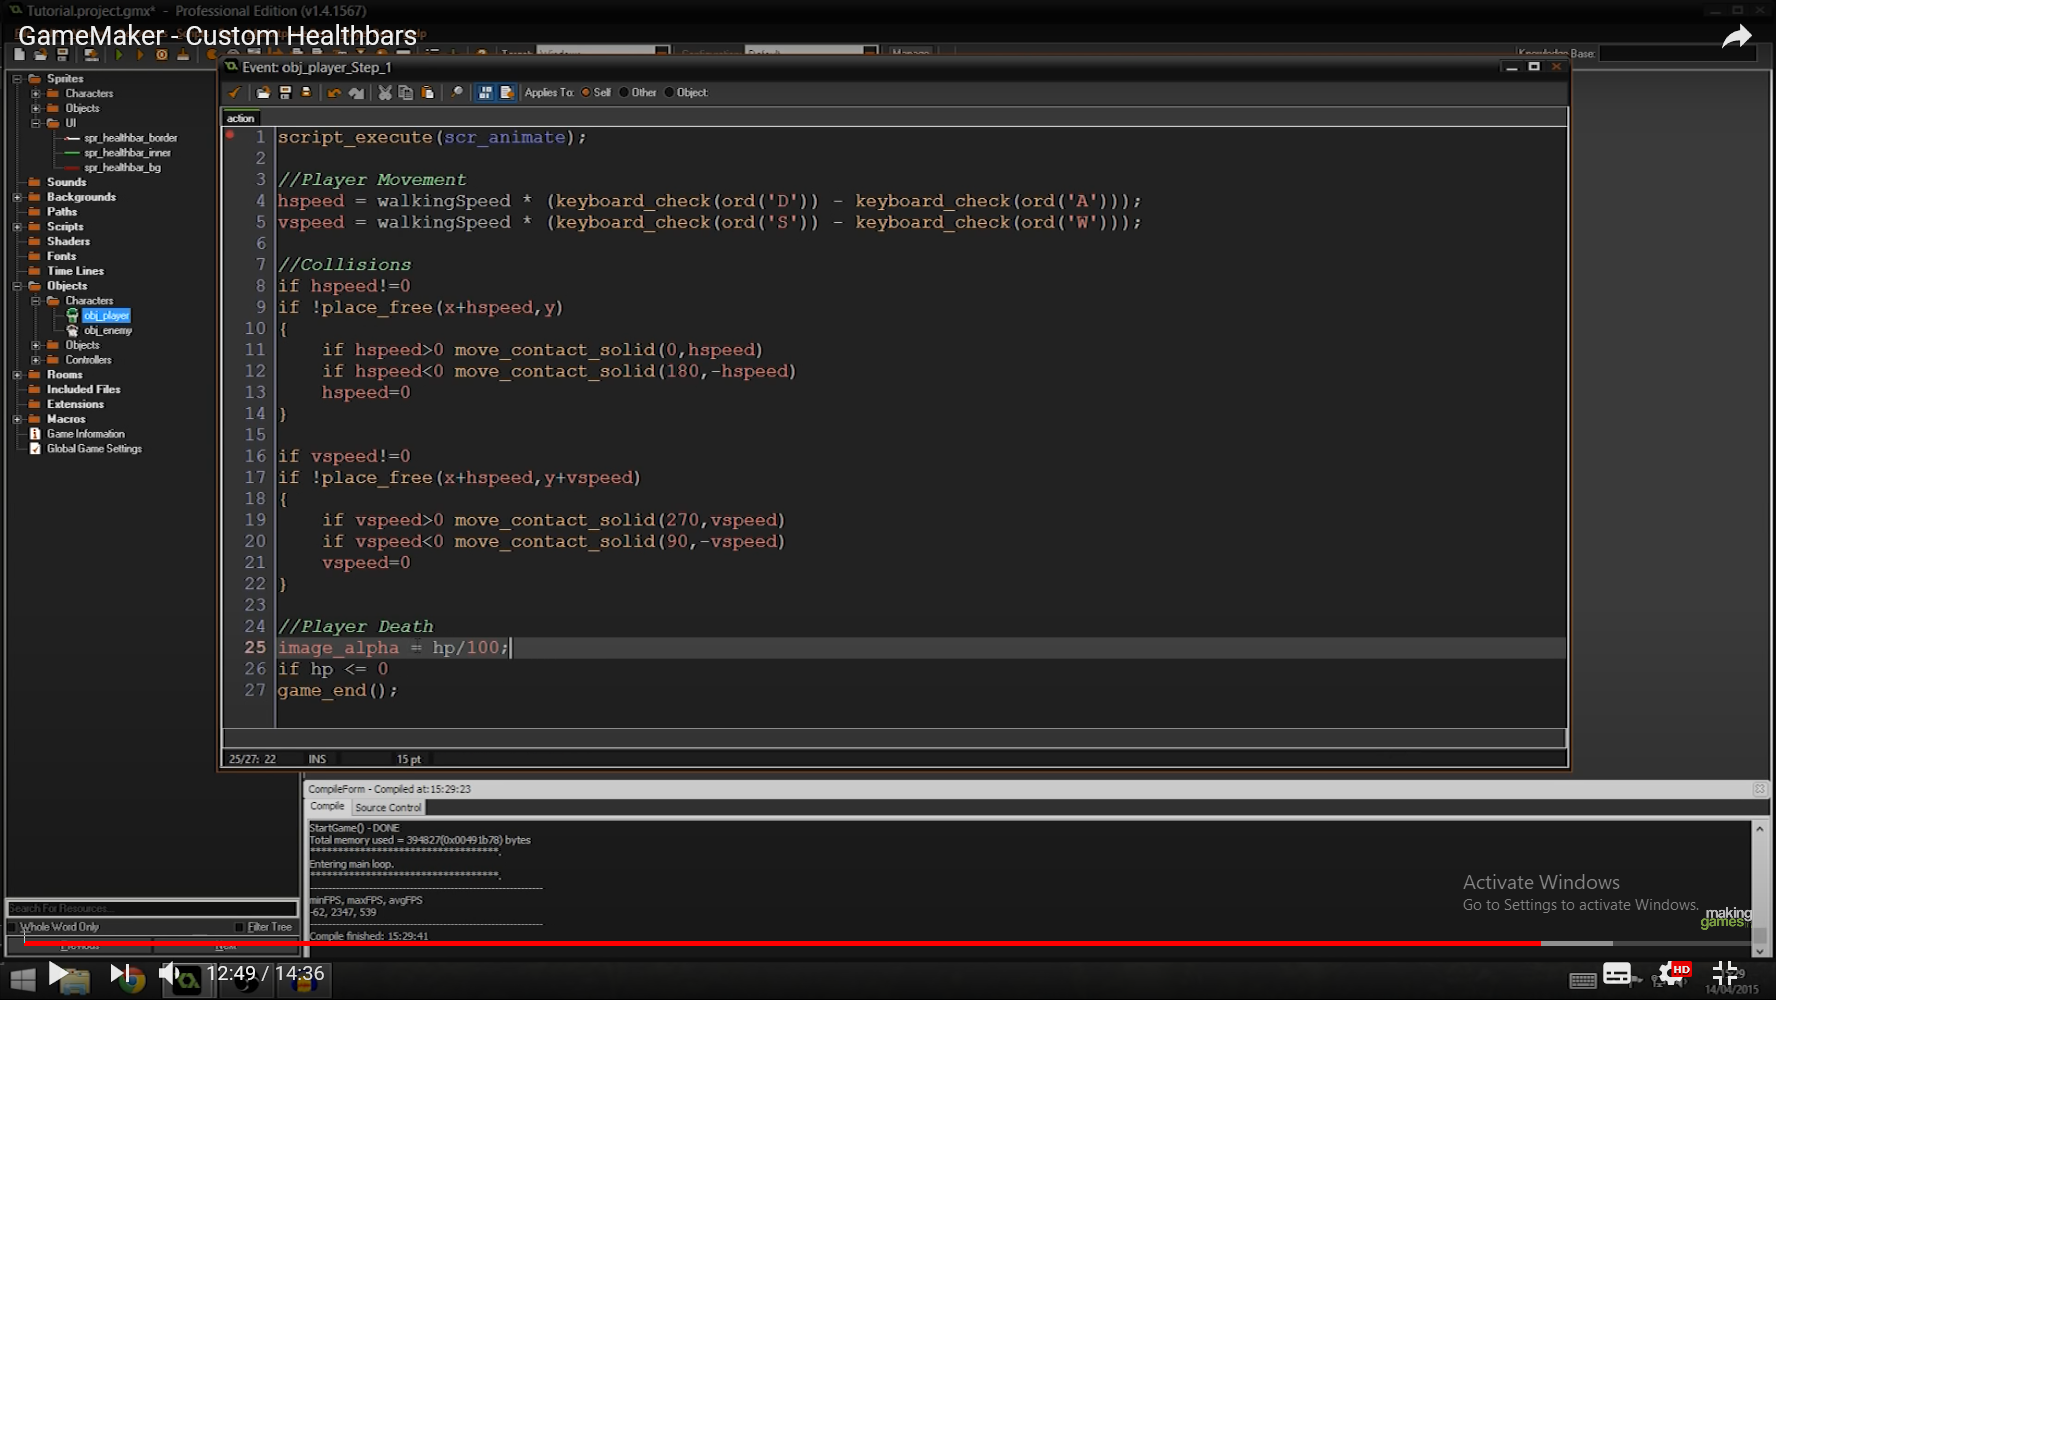 Tutorial.project.gmx* - Professional Edition (v1.4.1567)
GameMaker - Custom Healthbars
Knowledge Base:
Event: obj_player_Step_1
Applies To: Self Other Object:
action
Sprites
Characters
Objects
UI
spr_healthbar_border
spr_healthbar_inner
spr_healthbar_bg
Sounds
Backgrounds
Paths
Scripts
Shaders
Fonts
Time Lines
Objects
Characters
obj_player
obj_enemy
Objects
Controllers
Rooms
Included Files
Extensions
Macros
Game Information
Global Game Settings
1 script_execute(scr_animate);
2
3 //Player Movement
4 hspeed = walkingSpeed * (keyboard_check(ord('D')) - keyboard_check(ord('A')));
5 vspeed = walkingSpeed * (keyboard_check(ord('S')) - keyboard_check(ord('W')));
6
7 //Collisions
8 if hspeed!=0
9 if !place_free(x+hspeed,y)
10 {
11 if hspeed>0 move_contact_solid(0,hspeed)
12 if hspeed<0 move_contact_solid(180,-hspeed)
13 hspeed=0
14 }
15
16 if vspeed!=0
17 if !place_free(x+hspeed,y+vspeed)
18 {
19 if vspeed>0 move_contact_solid(270,vspeed)
20 if vspeed<0 move_contact_solid(90,-vspeed)
21 vspeed=0
22 }
23
24 //Player Death
25 image_alpha = hp/100;
26 if hp <= 0
27 game_end();
25/27: 22 INS 15 pt
CompileForm - Compiled at:15:29:23
Compile Source Control
StartGame() - DONE
Total memory used = 394827(0x00491b78) bytes
**********************************.
Entering main loop.
**********************************.
minFPS, maxFPS, avgFPS
-62, 2347, 539
Compile finished: 15:29:41
Search For Resources...
Whole Word Only Filter Tree
Previous Next
Activate Windows
Go to Settings to activate Windows.
making
games
12:49 / 14:36
HD
14/04/2015